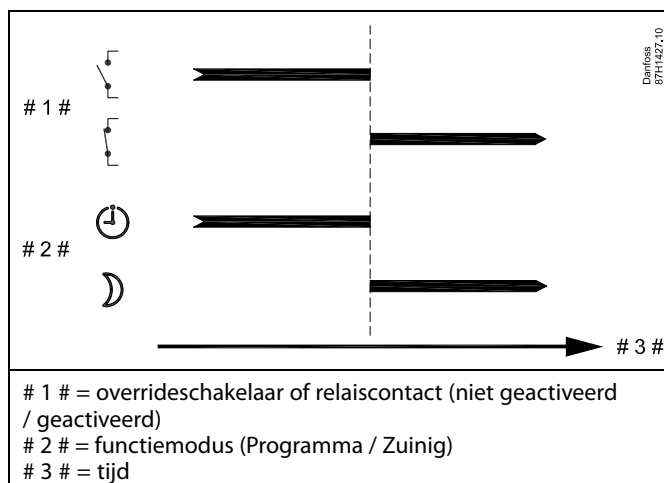 Danfoss
87H1427.10
# 1 #
# 2 #
# 3 #
# 1 # = overrideschakelaar of relaiscontact (niet geactiveerd
/ geactiveerd)
# 2 # = functiemodus (Programma / Zuinig)
# 3 # = tijd